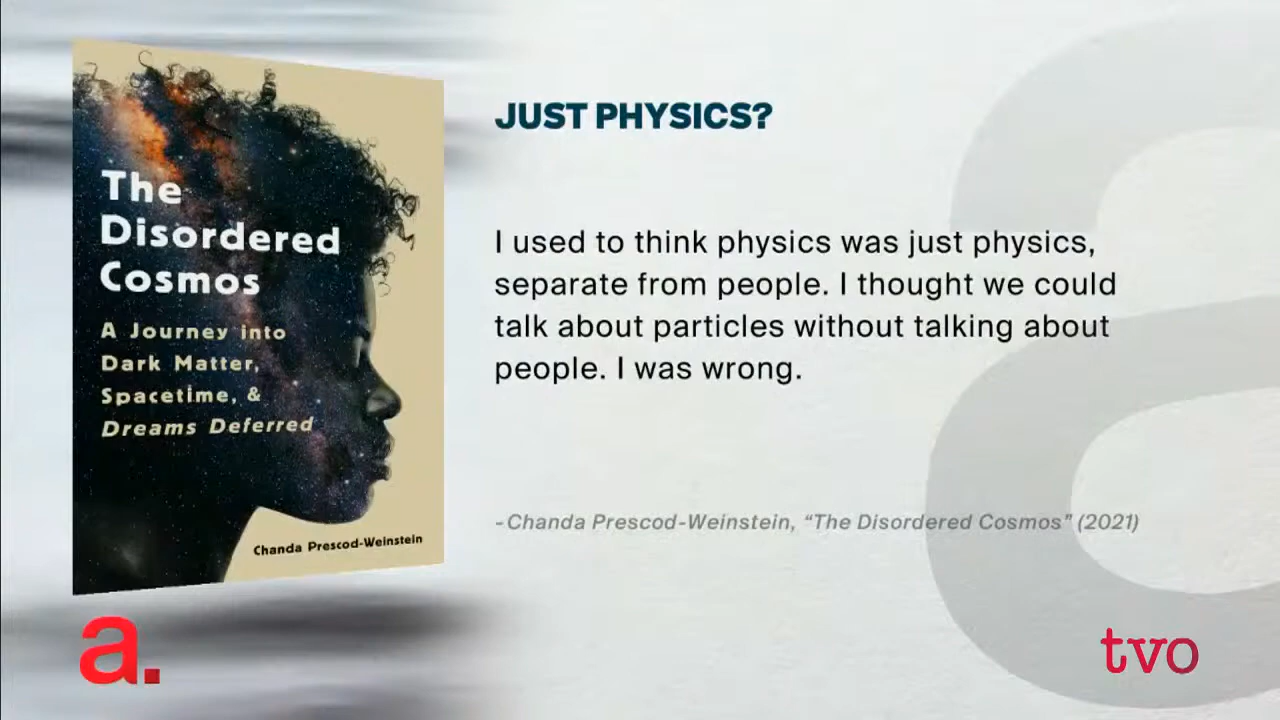 The
Disordered
Cosmos
A Journey into
Dark Matter,
Spacetime, &
Dreams Deferred
Chanda Prescod-Weinstein
JUST PHYSICS?
I used to think physics was just physics,
separate from people. I thought we could
talk about particles without talking about
people. I was wrong.
-Chanda Prescod-Weinstein, “The Disordered Cosmos” (2021)
a.
tvo